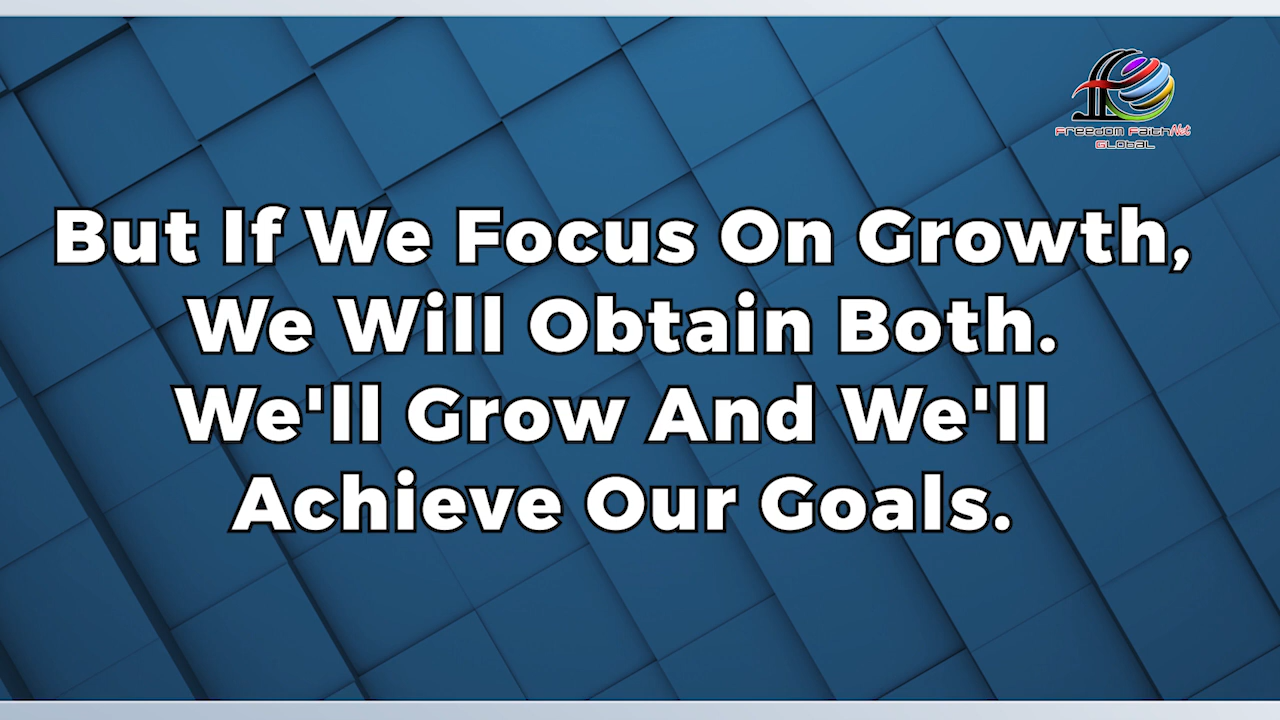 Freedom FaithNet
Global
But If We Focus On Growth,
We Will Obtain Both.
We'll Grow And We'll
Achieve Our Goals.